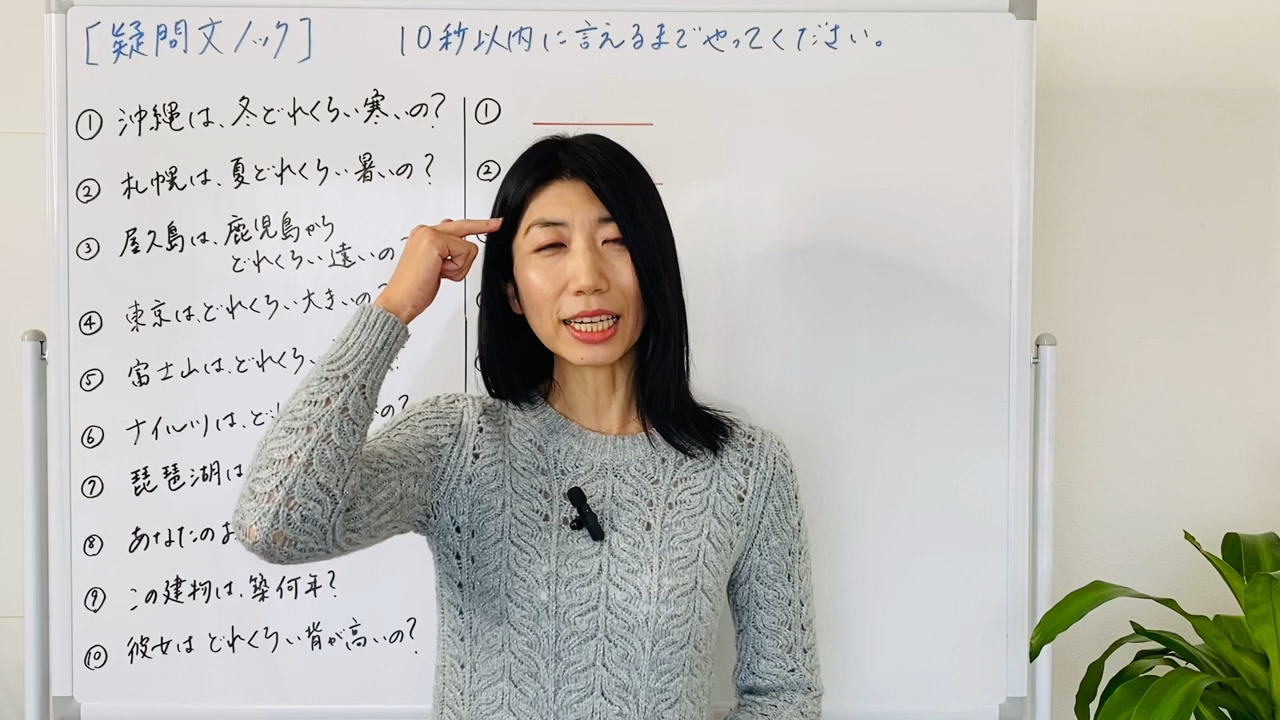 [疑問文ノック] 10秒以内に言えるまでやってください。
① 沖縄は、冬どれくらい寒いの?
② 札幌は、夏どれくらい暑いの?
③ 屋久島は、鹿児島から
どれくらい遠いの?
④ 東京は、どれくらい大きいの?
⑤ 富士山は、どれくら
⑥ ナイル川は、ど の?
⑦ 琵琶湖は
⑧ あなたのお
⑨ この建物は、築何年?
⑩ 彼女は どれくらい背が高いの?
①
②